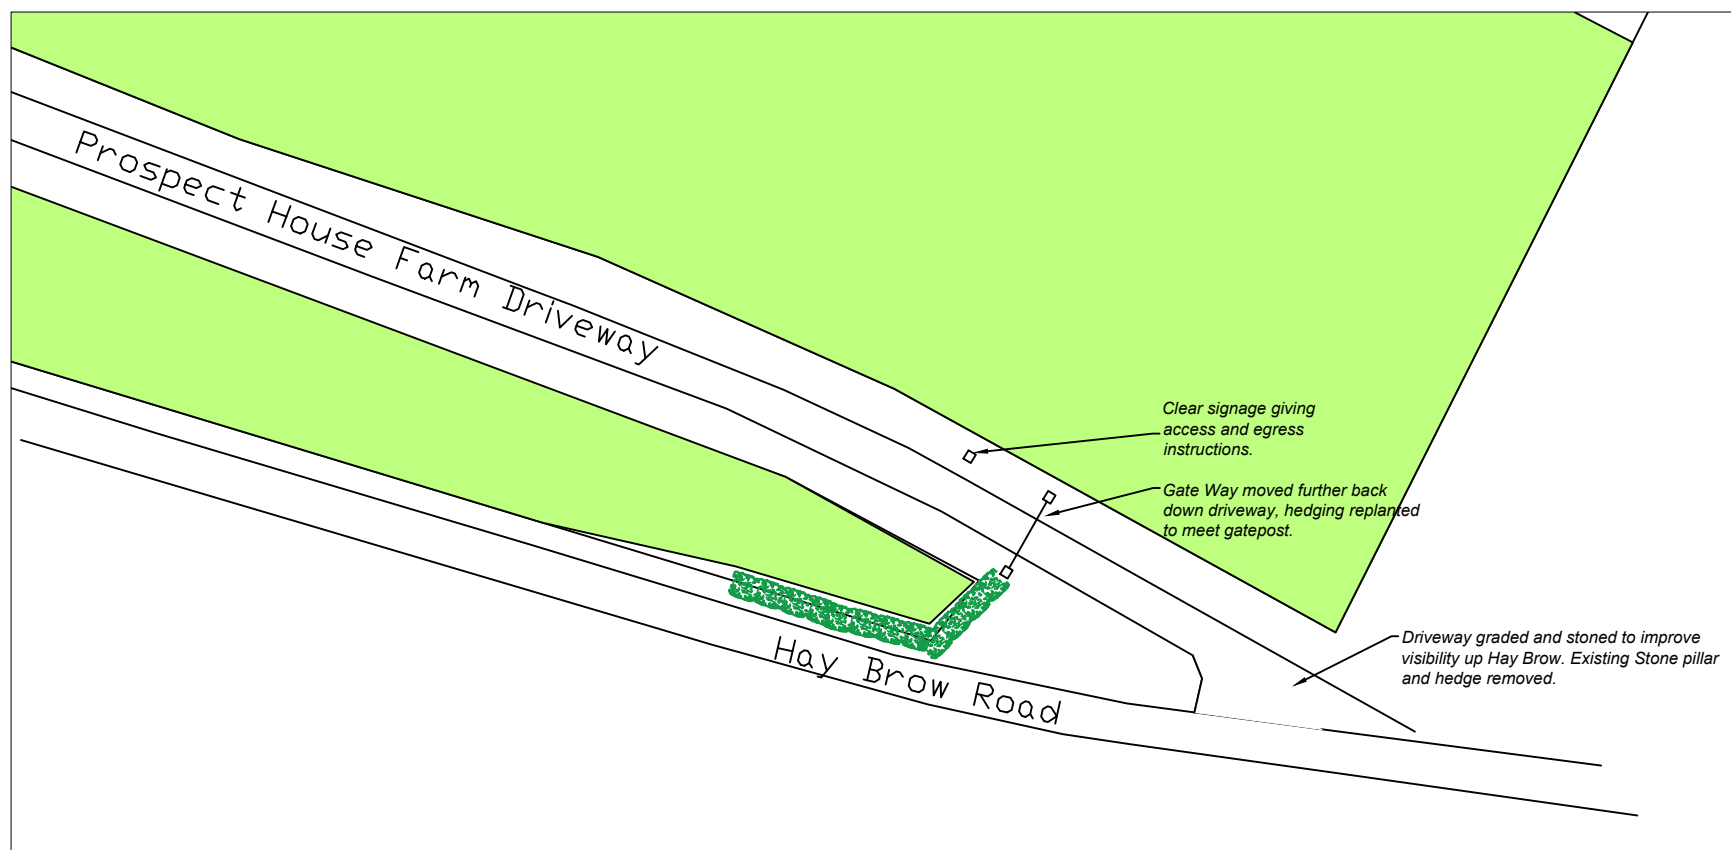 Prospect House Farm Driveway
Clear signage giving
access and egress
instructions.
Gate Way moved further back
down driveway, hedging replanted
to meet gatepost.
Driveway graded and stoned to improve
visibility up Hay Brow. Existing Stone pillar
and hedge removed.
Hay Brow Road